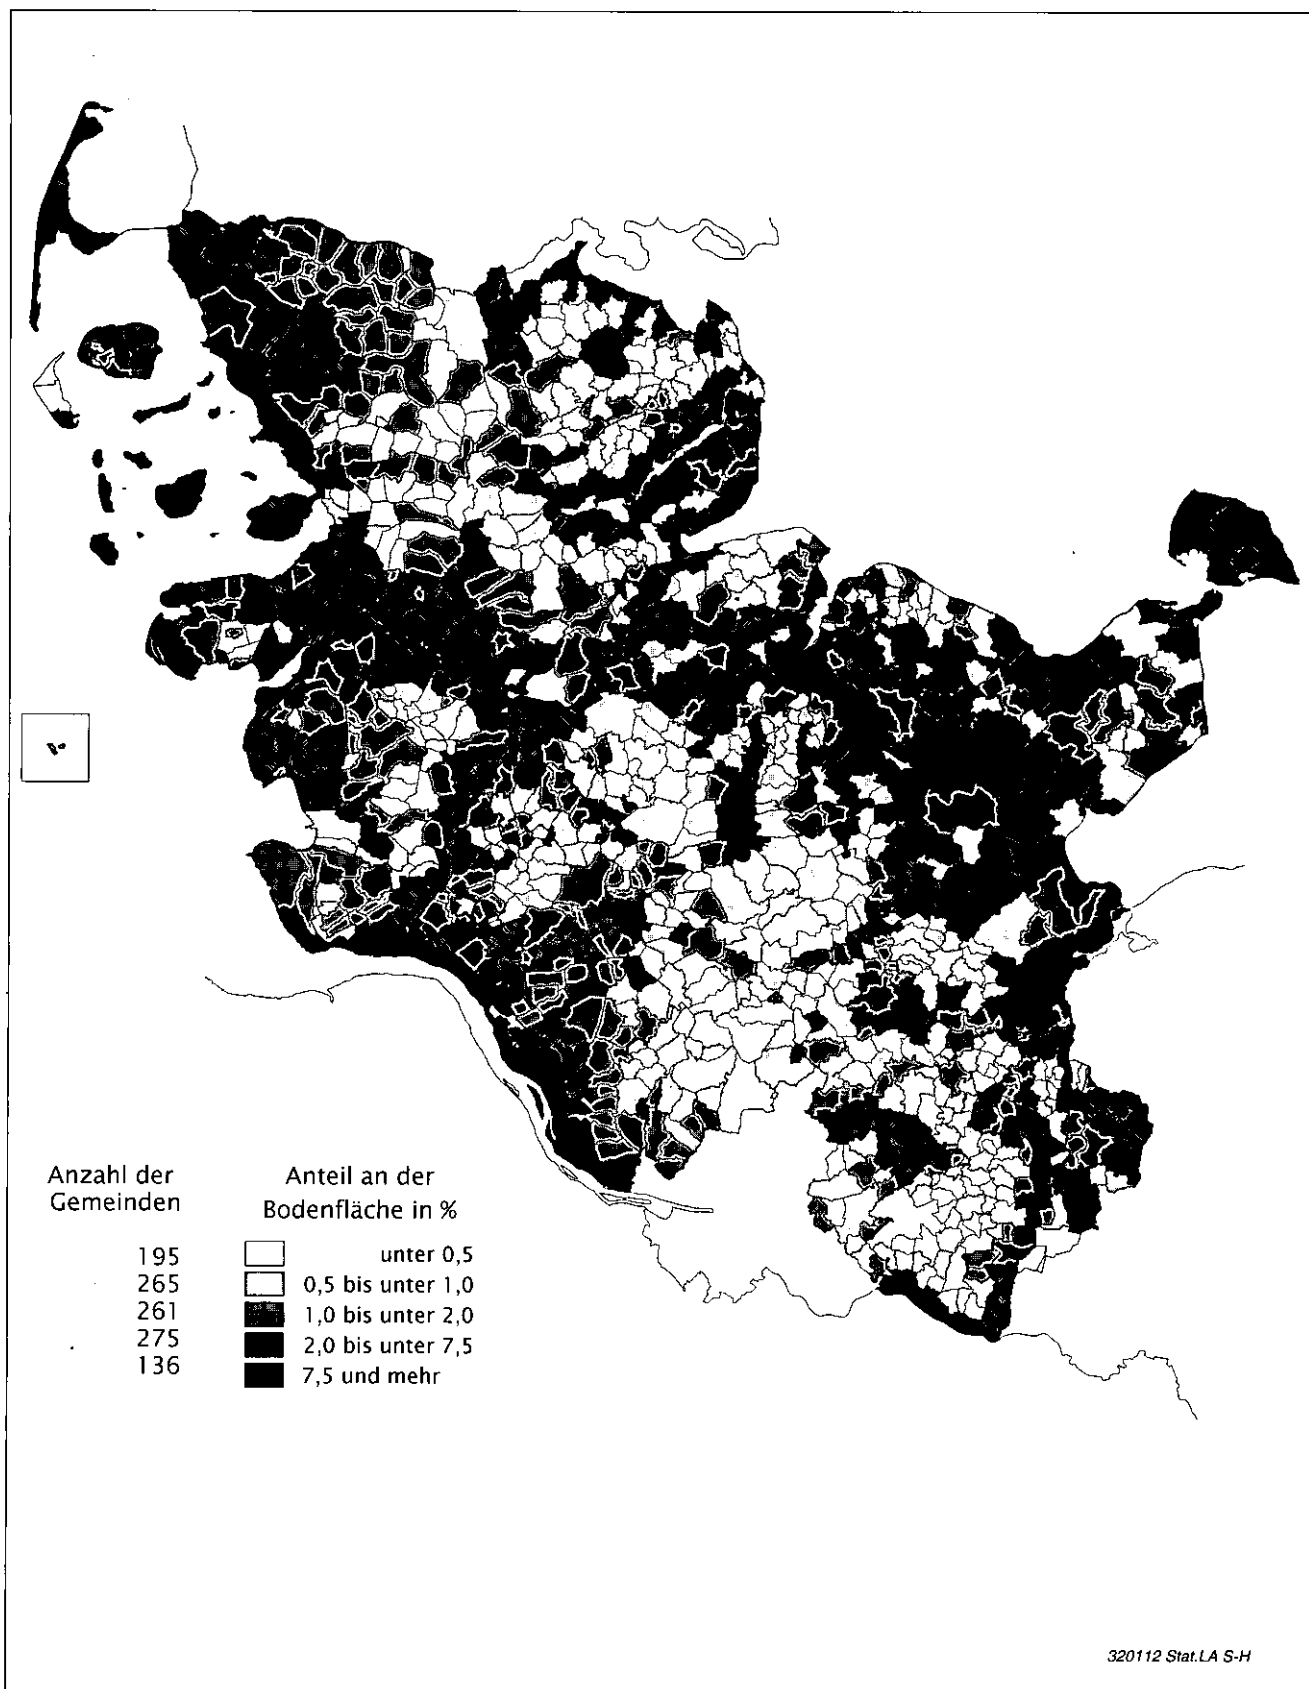 Anzahl der Gemeinden
Anteil an der Bodenfläche in %
195 unter 0,5
265 0,5 bis unter 1,0
261 1,0 bis unter 2,0
275 2,0 bis unter 7,5
136 7,5 und mehr
320112 Stat.LA S-H